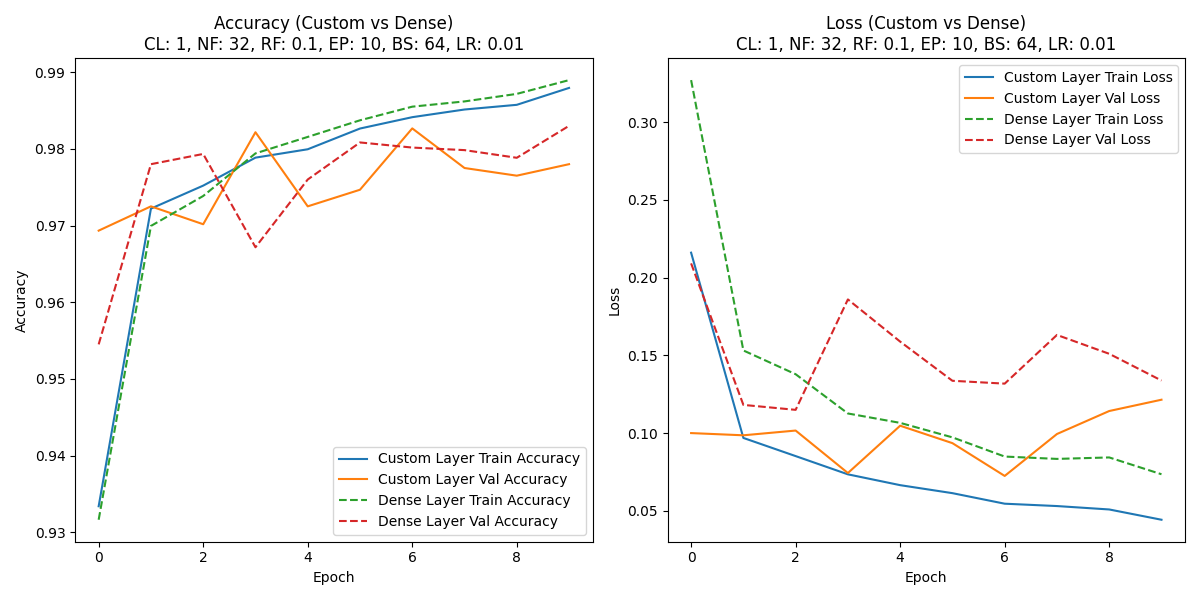 Accuracy (Custom vs Dense)
CL: 1, NF: 32, RF: 0.1, EP: 10, BS: 64, LR: 0.01
0.99
0.98
0.97
0.96
0.95
0.94
0.93
Accuracy
Custom Layer Train Accuracy
Custom Layer Val Accuracy
Dense Layer Train Accuracy
Dense Layer Val Accuracy
0 2 4 6 8
Epoch
Loss (Custom vs Dense)
CL: 1, NF: 32, RF: 0.1, EP: 10, BS: 64, LR: 0.01
Custom Layer Train Loss
Custom Layer Val Loss
Dense Layer Train Loss
Dense Layer Val Loss
0.30
0.25
0.20
0.15
0.10
0.05
Loss
0 2 4 6 8
Epoch